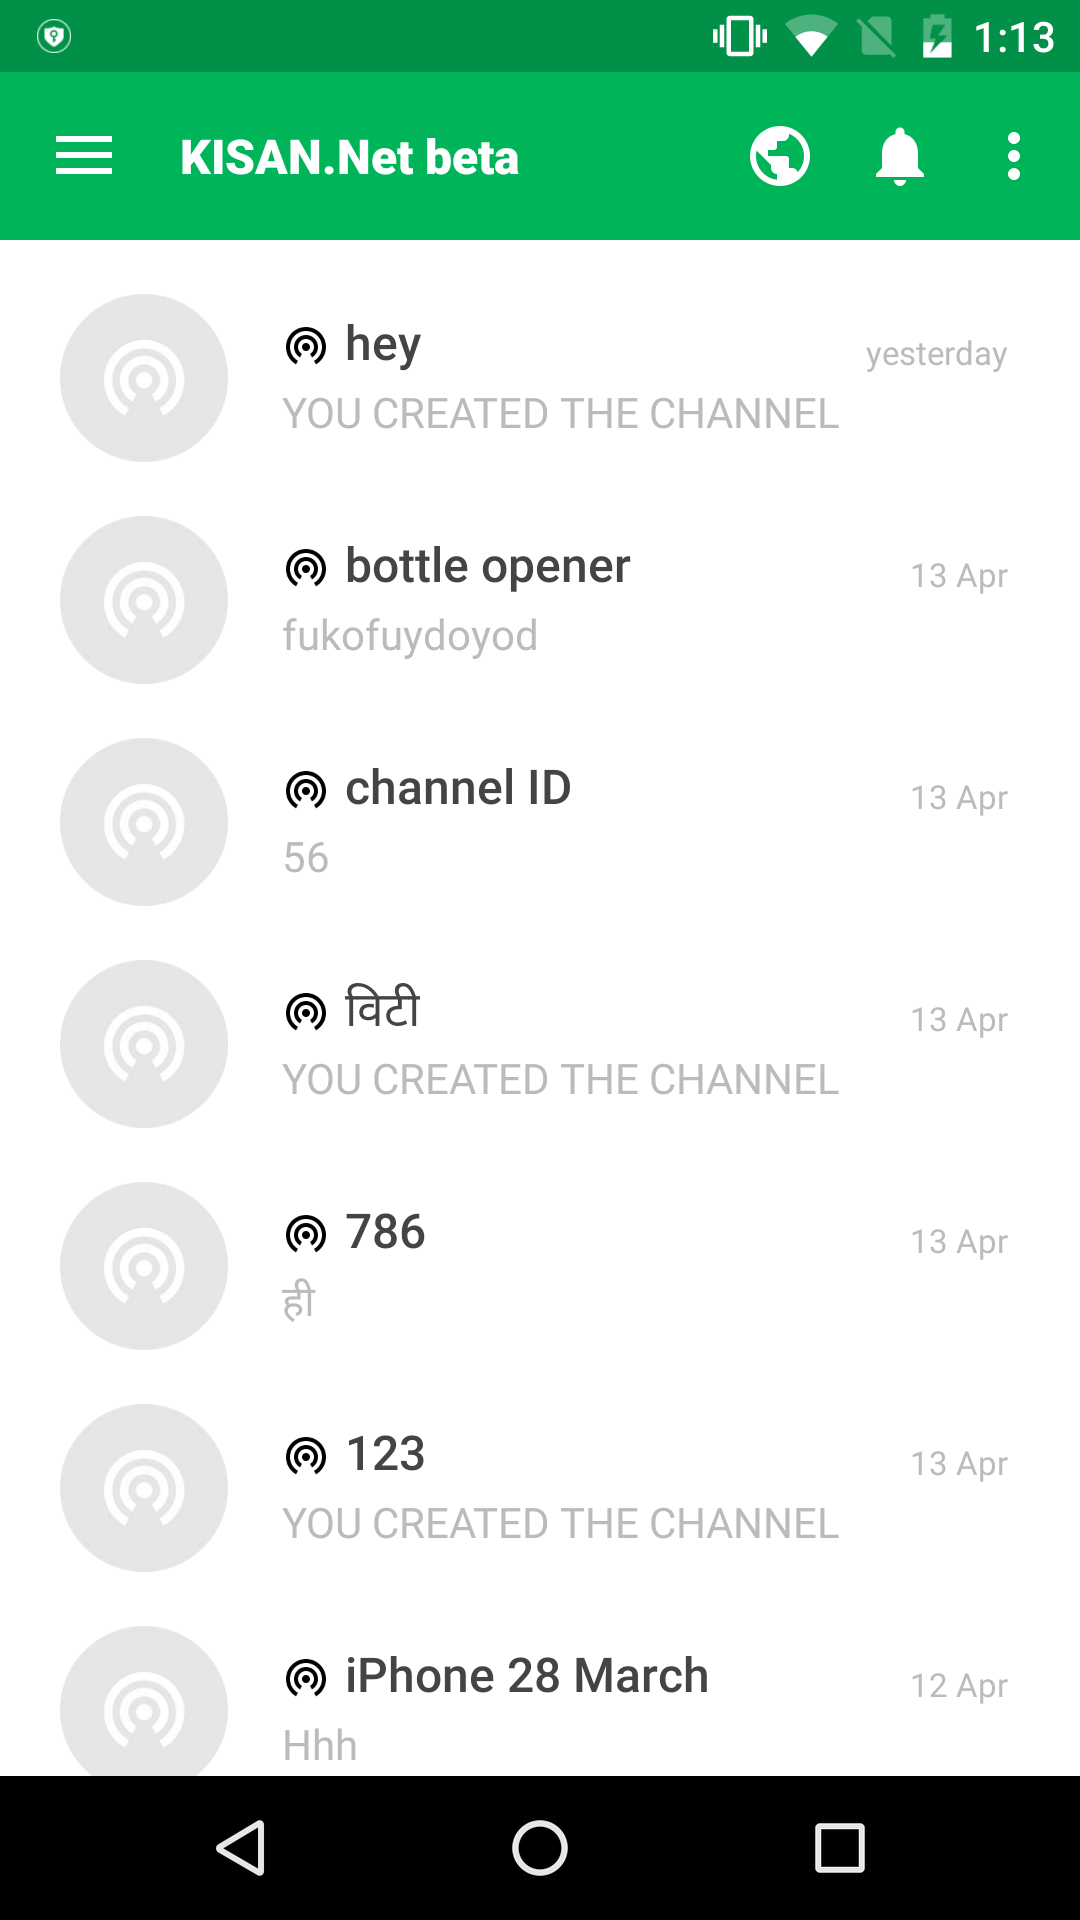 1:13
KISAN.Net beta
hey
yesterday
YOU CREATED THE CHANNEL
bottle opener
13 Apr
fukofuydoyod
channel ID
13 Apr
56
विटी
13 Apr
YOU CREATED THE CHANNEL
786
13 Apr
ही
123
13 Apr
YOU CREATED THE CHANNEL
iPhone 28 March
12 Apr
Hhh